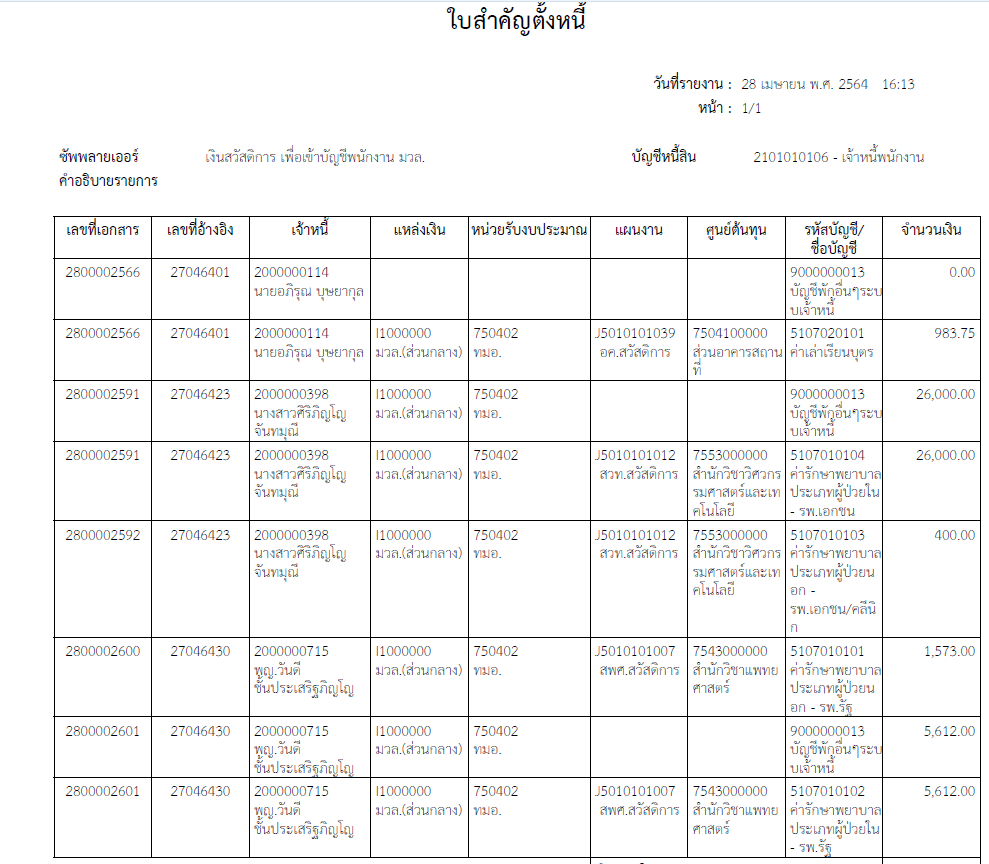 ใบสำคัญตั้งหนี้
วันที่รายงาน : 28 เมษายน พ.ศ. 2564 16:13
หน้า : 1/1
ซัพพลายเออร์ เงินสวัสดิการ เพื่อเข้าบัญชีพนักงาน มวล. บัญชีหนี้สิน 2101010106 - เจ้าหนี้พนักงาน
คำอธิบายรายการ
เลขที่เอกสาร เลขที่อ้างอิง เจ้าหนี้ แหล่งเงิน หน่วยรับงบประมาณ แผนงาน ศูนย์ต้นทุน รหัสบัญชี/ จำนวนเงิน
ชื่อบัญชี
2800002566 27046401 2000000114 9000000013 0.00
นายอภิรุณ บุษยากุล บัญชีพักอื่นๆระบ
บเจ้าหนี้
2800002566 27046401 2000000114 I1000000 750402 J5010101039 7504100000 5107020101 983.75
นายอภิรุณ บุษยากุล มวล.(ส่วนกลาง) ทมอ. อค.สวัสดิการ ส่วนอาคารสถาน ค่าเล่าเรียนบุตร
ที่
2800002591 27046423 2000000398 I1000000 750402 9000000013 26,000.00
นางสาวศิริภิญโญ มวล.(ส่วนกลาง) ทมอ. บัญชีพักอื่นๆระบ
จันทมุณี บเจ้าหนี้
2800002591 27046423 2000000398 I1000000 750402 J5010101012 7553000000 5107010104 26,000.00
นางสาวศิริภิญโญ มวล.(ส่วนกลาง) ทมอ. สวท.สวัสดิการ สำนักวิชาวิศวกร ค่ารักษาพยาบาล
จันทมุณี รมศาสตร์และเท ประเภทผู้ป่วยใน
คโนโลยี - รพ.เอกชน
2800002592 27046423 2000000398 I1000000 750402 J5010101012 7553000000 5107010103 400.00
นางสาวศิริภิญโญ มวล.(ส่วนกลาง) ทมอ. สวท.สวัสดิการ สำนักวิชาวิศวกร ค่ารักษาพยาบาล
จันทมุณี รมศาสตร์และเท ประเภทผู้ป่วยน
คโนโลยี อก -
รพ.เอกชน/คลีนิ
ก
2800002600 27046430 2000000715 I1000000 750402 J5010101007 7543000000 5107010101 1,573.00
พญ.วันดี มวล.(ส่วนกลาง) ทมอ. สพศ.สวัสดิการ สำนักวิชาแพทย ค่ารักษาพยาบาล
ชั้นประเสริฐภิญโญ ศาสตร์ ประเภทผู้ป่วยน
อก - รพ.รัฐ
2800002601 27046430 2000000715 I1000000 750402 9000000013 5,612.00
พญ.วันดี มวล.(ส่วนกลาง) ทมอ. บัญชีพักอื่นๆระบ
ชั้นประเสริฐภิญโญ บเจ้าหนี้
2800002601 27046430 2000000715 I1000000 750402 J5010101007 7543000000 5107010102 5,612.00
พญ.วันดี มวล.(ส่วนกลาง) ทมอ. สพศ.สวัสดิการ สำนักวิชาแพทย ค่ารักษาพยาบาล
ชั้นประเสริฐภิญโญ ศาสตร์ ประเภทผู้ป่วยใน
- รพ.รัฐ